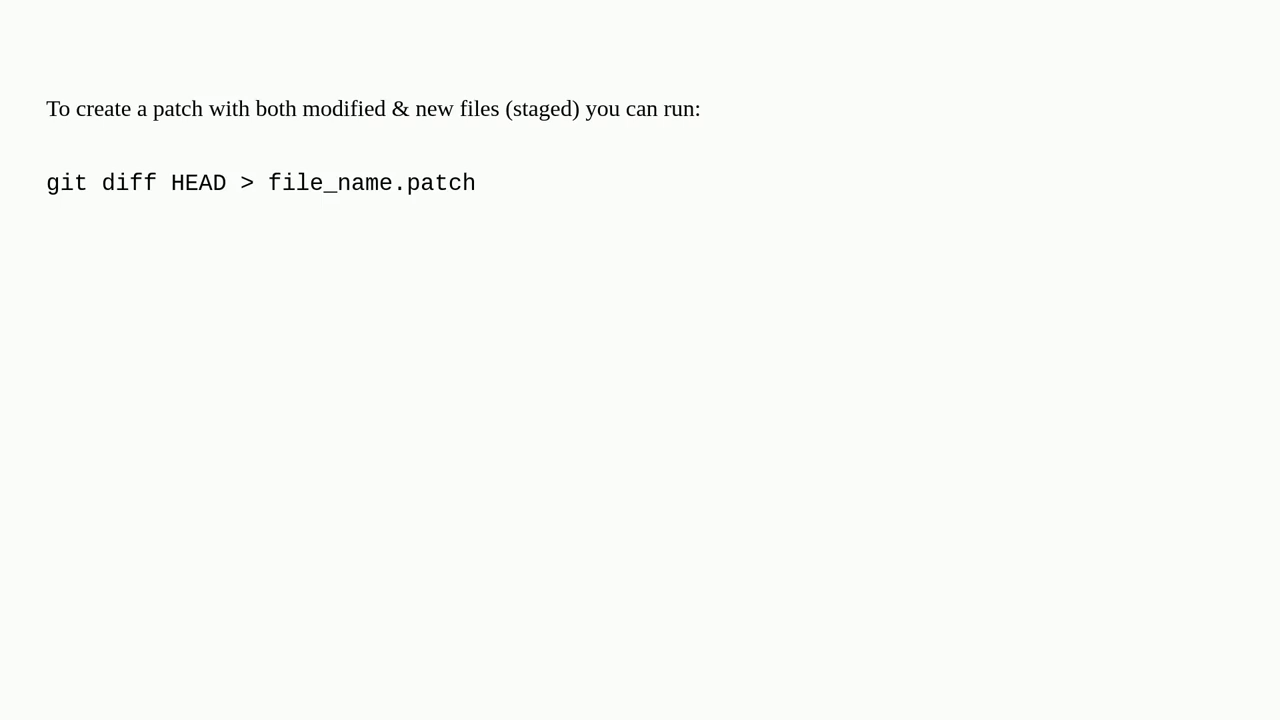 To create a patch with both modified & new files (staged) you can run:
git diff HEAD > file_name.patch